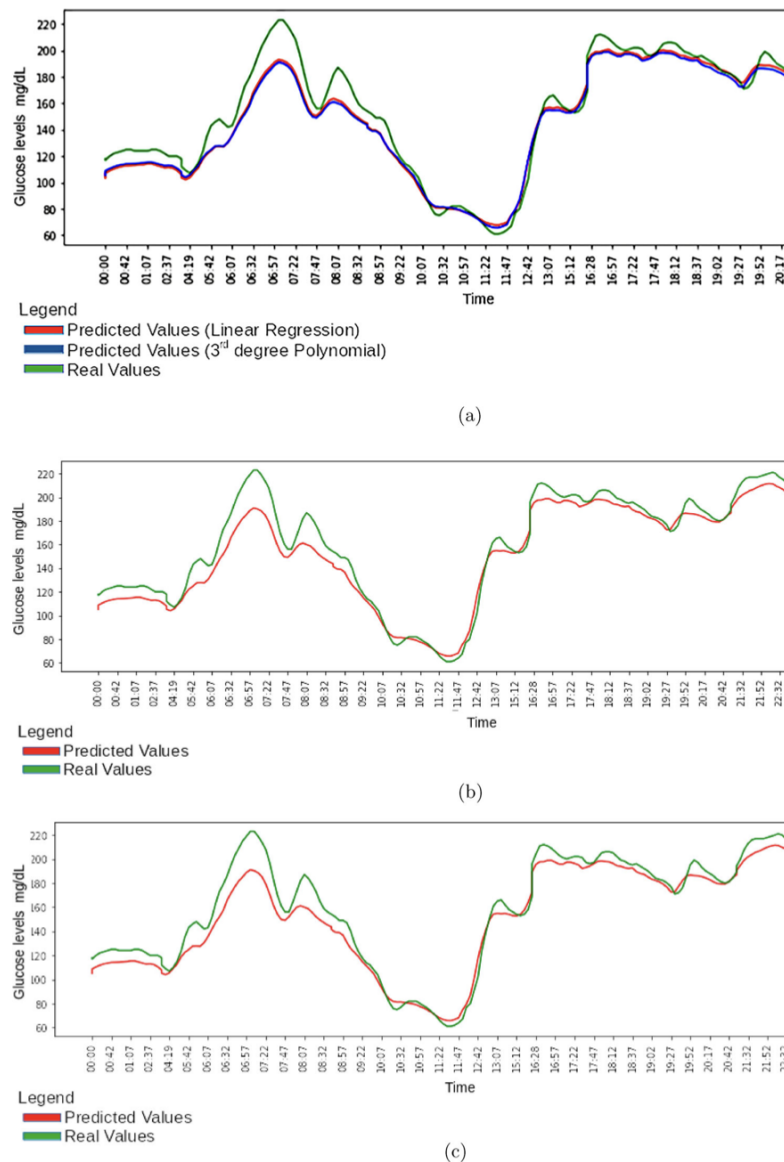 220
200
180
160
140
120
100
80
60
Glucose levels mg/dL
00:00 00:42 01:07 02:37 04:19 05:42 06:07 06:32 06:57 07:22 07:47 08:07 08:32 08:57 09:22 10:07 10:32 10:57 11:22 11:47 12:42 13:07 15:12 16:28 16:57 17:22 17:47 18:12 18:37 19:02 19:27 19:52 20:17
Time
Legend
Predicted Values (Linear Regression)
Predicted Values (3rd degree Polynomial)
Real Values
(a)
220
200
180
160
140
120
100
80
60
Glucose levels mg/dL
00:00 00:42 01:07 02:37 04:19 05:42 06:07 06:32 06:57 07:22 07:47 08:07 08:32 08:57 09:22 10:07 10:32 10:57 11:22 11:47 12:42 13:07 15:12 16:28 16:57 17:22 17:47 18:12 18:37 19:02 19:27 19:52 20:17 20:42 21:32 21:52 22:32
Time
Legend
Predicted Values
Real Values
(b)
220
200
180
160
140
120
100
80
60
Glucose levels mg/dL
00:00 00:42 01:07 02:37 04:19 05:42 06:07 06:32 06:57 07:22 07:47 08:07 08:32 08:57 09:22 10:07 10:32 10:57 11:22 11:47 12:42 13:07 15:12 16:28 16:57 17:22 17:47 18:12 18:37 19:02 19:27 19:52 20:17 20:42 21:32 21:52
Time
Legend
Predicted Values
Real Values
(c)